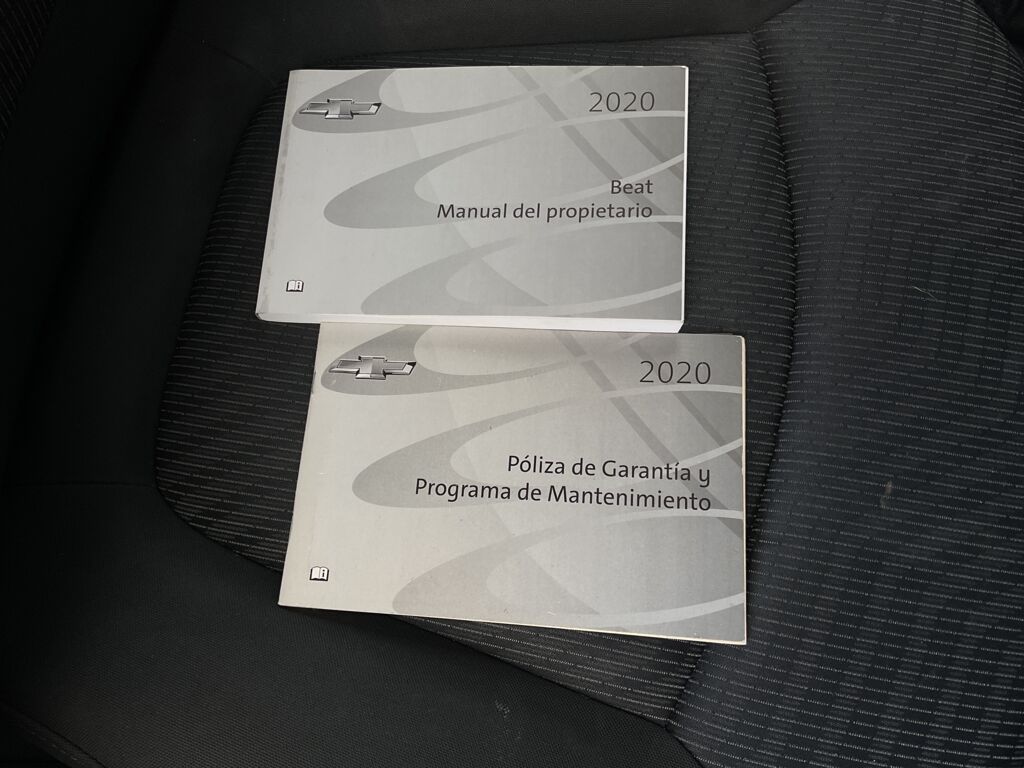 2020
Beat
Manual del propietario
2020
Póliza de Garantía y
Programa de Mantenimiento